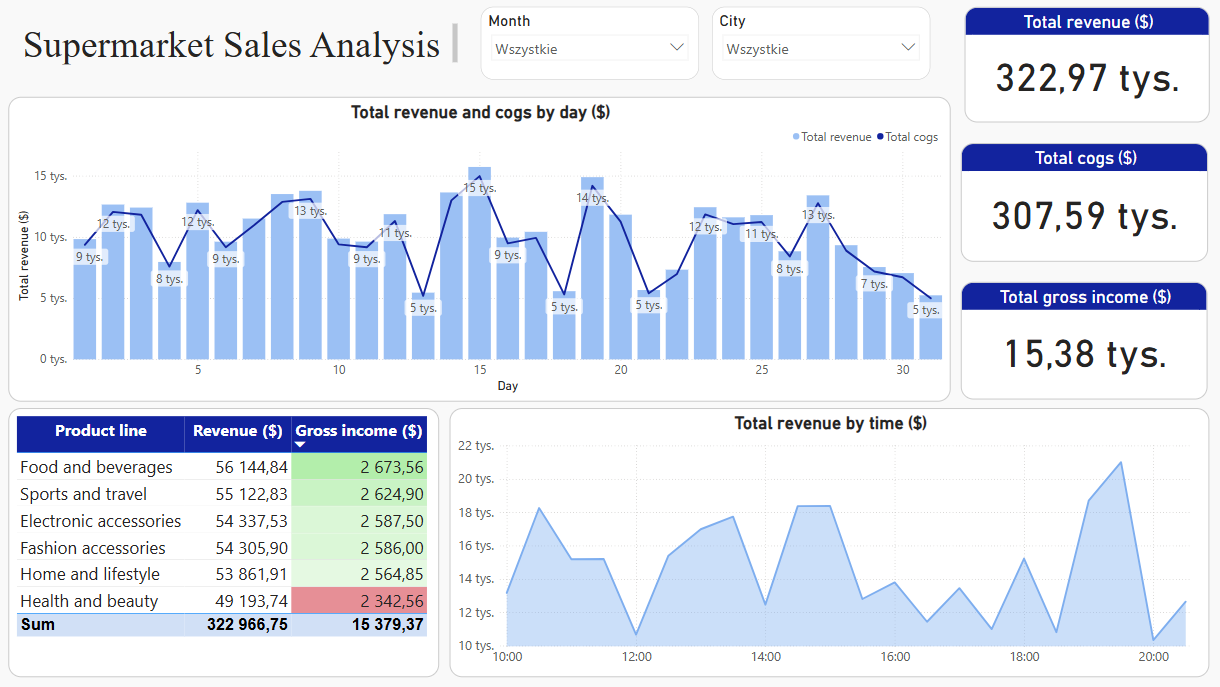 Supermarket Sales Analysis
Month
Wszystkie
City
Wszystkie
Total revenue ($)
322,97 tys.
Total cogs ($)
307,59 tys.
Total gross income ($)
15,38 tys.
Total revenue and cogs by day ($)
Total revenue Total cogs
Total revenue ($)
15 tys.
10 tys.
5 tys.
0 tys.
9 tys.
12 tys.
8 tys.
12 tys.
9 tys.
13 tys.
9 tys.
11 tys.
5 tys.
15 tys.
9 tys.
5 tys.
14 tys.
5 tys.
12 tys.
11 tys.
8 tys.
13 tys.
7 tys.
5 tys.
5 10 15 20 25 30
Day
Product line Revenue ($) Gross income ($)
Food and beverages 56 144,84 2 673,56
Sports and travel 55 122,83 2 624,90
Electronic accessories 54 337,53 2 587,50
Fashion accessories 54 305,90 2 586,00
Home and lifestyle 53 861,91 2 564,85
Health and beauty 49 193,74 2 342,56
Sum 322 966,75 15 379,37
Total revenue by time ($)
22 tys.
20 tys.
18 tys.
16 tys.
14 tys.
12 tys.
10 tys.
10:00 12:00 14:00 16:00 18:00 20:00